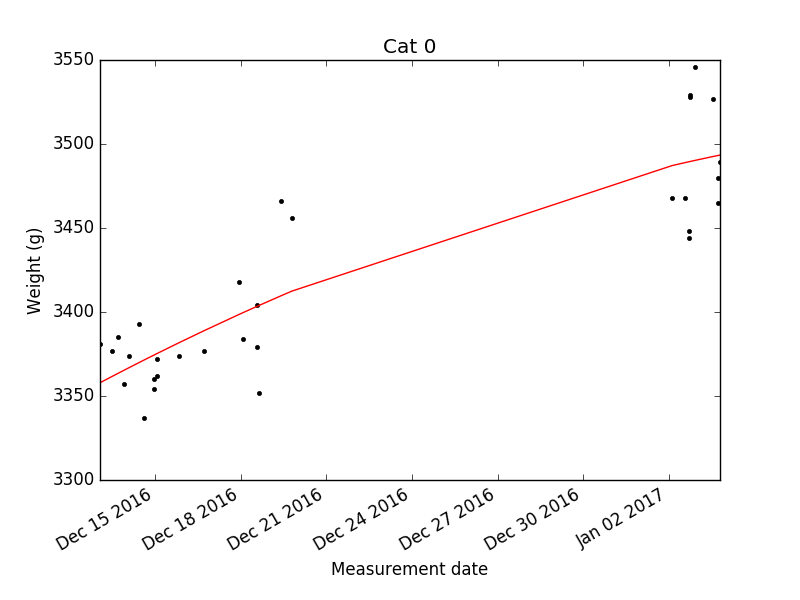 Cat 0
3550
3500
3450
3400
3350
3300
Weight (g)
Dec 15 2016
Dec 18 2016
Dec 21 2016
Dec 24 2016
Dec 27 2016
Dec 30 2016
Jan 02 2017
Measurement date